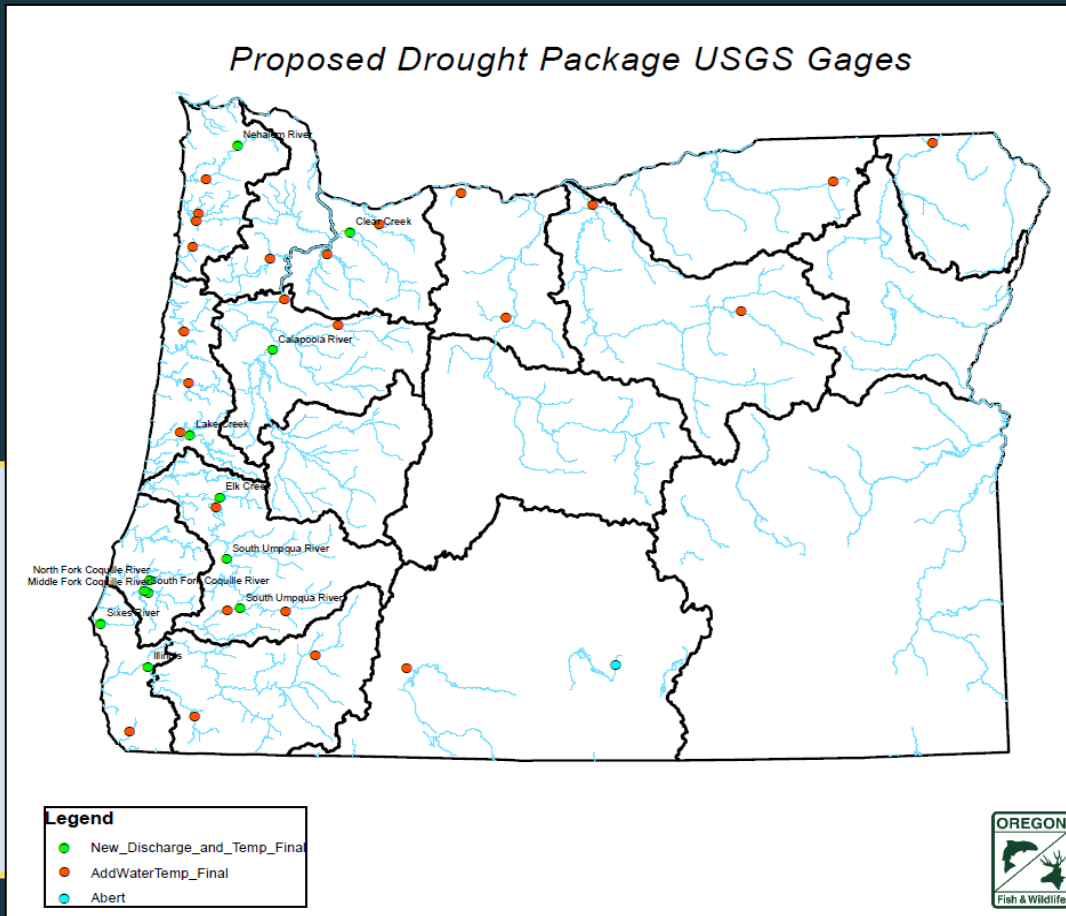 Proposed Drought Package USGS Gages
Nehalem River
Clear Creek
Calapooia River
Lake Creek
Elk Creek
South Umpqua River
North Fork Coquille River
Middle Fork Coquille River
South Fork Coquille River
South Umpqua River
Sixes River
Illinois
Legend
New_Discharge_and_Temp_Final
AddWaterTemp_Final
Abert
OREGON
Fish & Wildlife